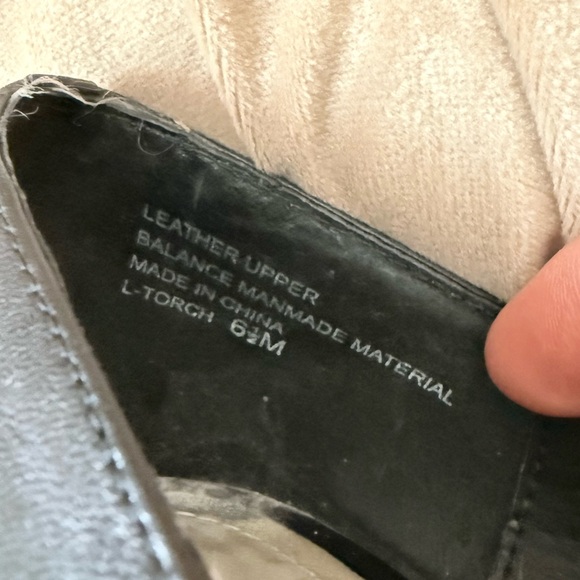 LEATHER UPPER
BALANCE MANMADE MATERIAL
MADE IN CHINA
L-TORCH 6½M